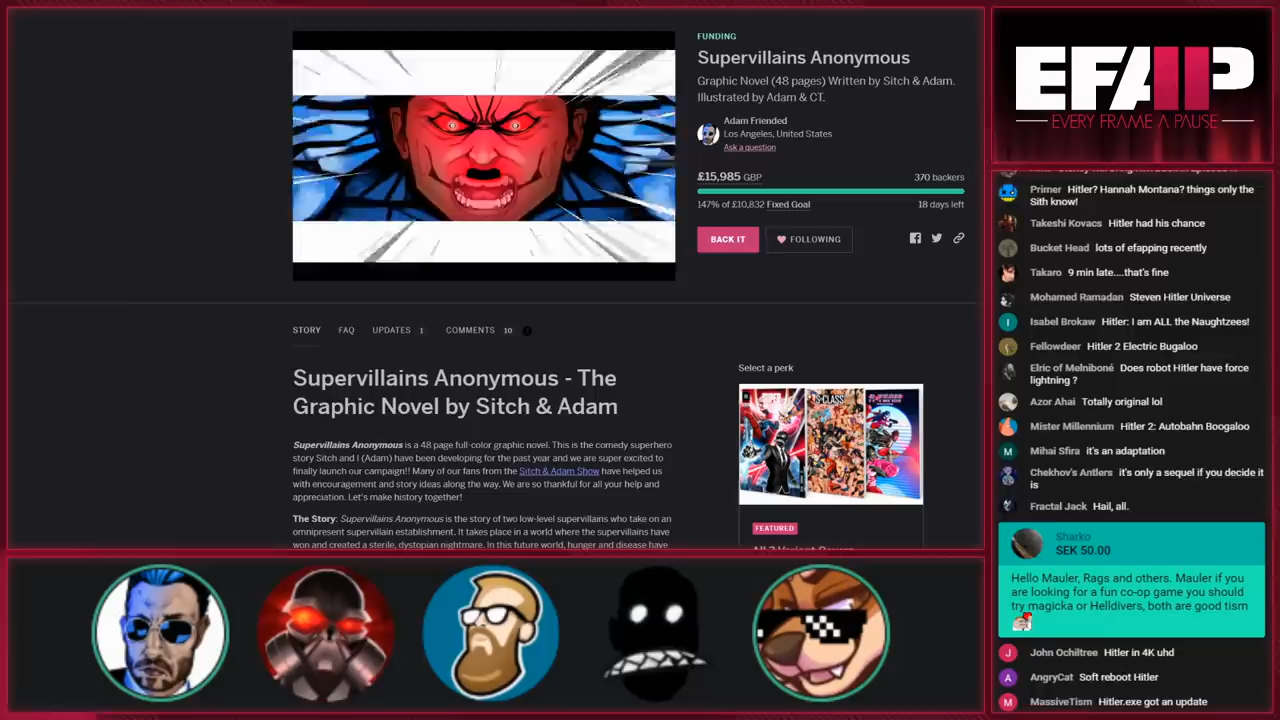 FUNDING
Supervillains Anonymous
Graphic Novel (48 pages) Written by Sitch & Adam.
Illustrated by Adam & CT.
Adam Friended
Los Angeles, United States
Ask a question
£15,985 GBP
370 backers
147% of £10,832 Fixed Goal
18 days left
BACK IT
FOLLOWING
STORY
FAQ
UPDATES 1
COMMENTS 10
Supervillains Anonymous - The
Graphic Novel by Sitch & Adam
Supervillains Anonymous is a 48 page full-color graphic novel. This is the comedy superhero
story Sitch and I (Adam) have been developing for the past year and we are super excited to
finally launch our campaign!! Many of our fans from the Sitch & Adam Show have helped us
with encouragement and story ideas along the way. We are so thankful for all your help and
appreciation. Let's make history together!
The Story: Supervillains Anonymous is the story of two low-level supervillains who take on an
omnipresent supervillain establishment. It takes place in a world where the supervillains have
won and created a sterile, dystopian nightmare. In this future world, hunger and disease have
Select a perk
S-CLASS
FEATURED
EFAP
EVERY FRAME A PAUSE
Primer Hitler? Hannah Montana? things only the
Sith know!
Takeshi Kovacs Hitler had his chance
Bucket Head lots of efapping recently
Takaro 9 min late....that's fine
Mohamed Ramadan Steven Hitler Universe
I Isabel Brokaw Hitler: I am ALL the Naughtzees!
Fellowdeer Hitler 2 Electric Bugaloo
Elric of Melniboné Does robot Hitler have force
lightning ?
Azor Ahai Totally original lol
Mister Millennium Hitler 2: Autobahn Boogaloo
M Mihai Sfira it's an adaptation
Chekhov's Antlers it's only a sequel if you decide it
is
Fractal Jack Hail, all.
Sharko
SEK 50.00
Hello Mauler, Rags and others. Mauler if you
are looking for a fun co-op game you should
try magicka or Helldivers, both are good tism
J John Ochiltree Hitler in 4K uhd
A AngryCat Soft reboot Hitler
M MassiveTism Hitler.exe got an update